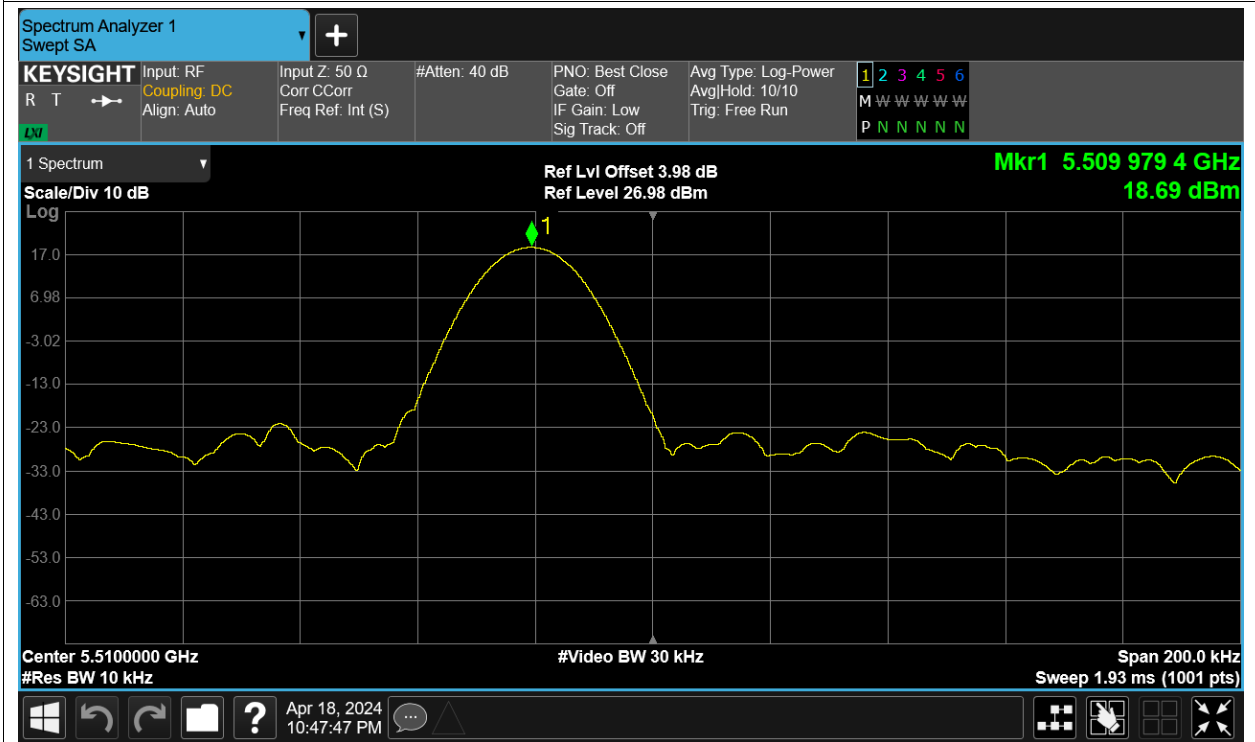 Spectrum Analyzer 1
Swept SA
+
KEYSIGHT
R T
LXI
Input: RF
Coupling: DC
Align: Auto
Input Z: 50 Ω
Corr CCorr
Freq Ref: Int (S)
#Atten: 40 dB
PNO: Best Close
Gate: Off
IF Gain: Low
Sig Track: Off
Avg Type: Log-Power
Avg|Hold: 10/10
Trig: Free Run
1 2 3 4 5 6
M W W W W W
P N N N N N
1 Spectrum
Scale/Div 10 dB
Log
Ref Lvl Offset 3.98 dB
Ref Level 26.98 dBm
Mkr1 5.509 979 4 GHz
18.69 dBm
1
17.0
6.98
-3.02
-13.0
-23.0
-33.0
-43.0
-53.0
-63.0
Center 5.5100000 GHz
#Res BW 10 kHz
#Video BW 30 kHz
Span 200.0 kHz
Sweep 1.93 ms (1001 pts)
?
Apr 18, 2024
10:47:47 PM